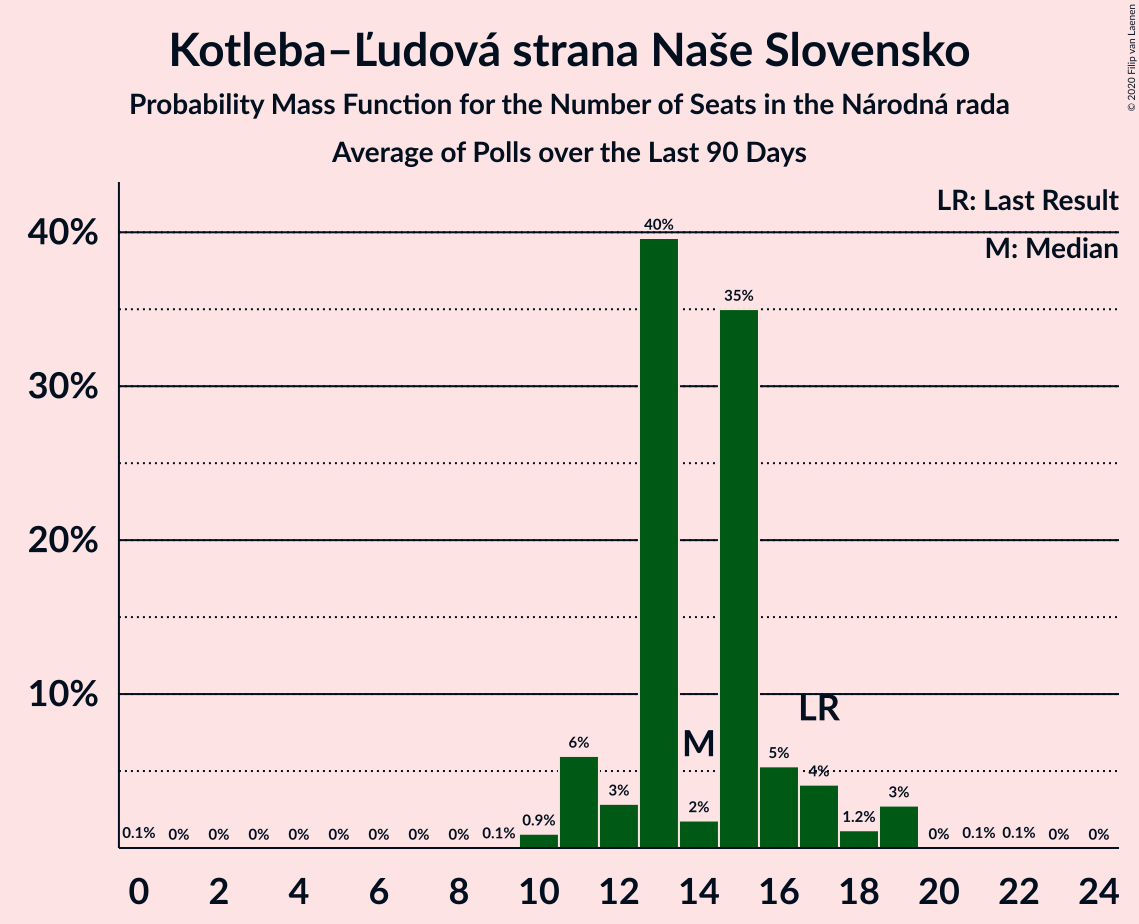 Kotleba–Ľudová strana Naše Slovensko
Probability Mass Function for the Number of Seats in the Národná rada
Average of Polls over the Last 90 Days
© 2020 Filip van Laenen
LR: Last Result
M: Median
40%
30%
20%
10%
0.1% 0% 0% 0% 0% 0% 0% 0% 0% 0.1% 0.9% 6% 3% 40% 2% 35% 5% 4% 1.2% 3% 0% 0.1% 0.1% 0% 0%
M
LR
0 2 4 6 8 10 12 14 16 18 20 22 24